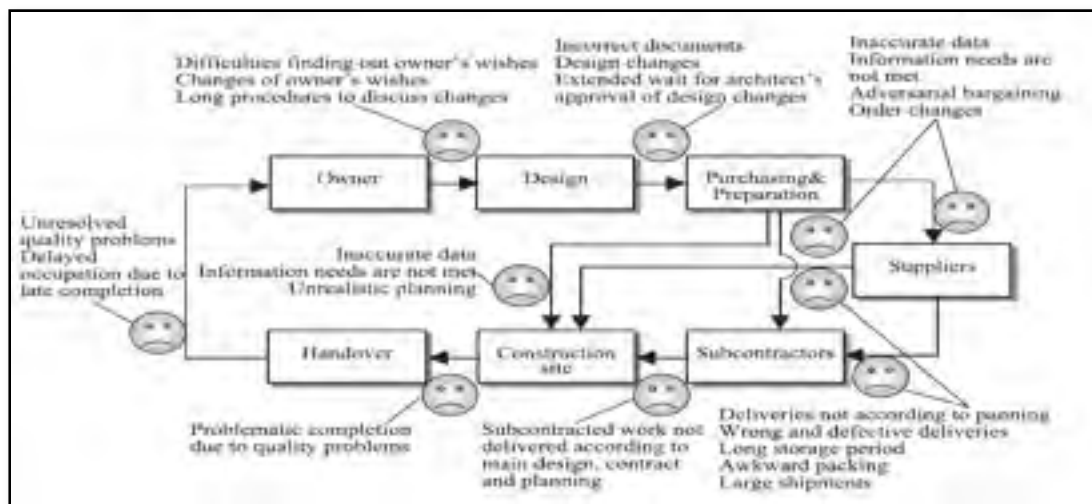 Difficulties finding out owner's wishes
Changes of owner's wishes
Long procedures to discuss changes
Incorrect documents
Design changes
Extended wait for architect's
approval of design changes
Inaccurate data
Information needs are
not met
Adversarial bargaining
Order changes
Owner
Design
Purchasing&
Preparation
Unresolved
quality problems
Delayed
occupation due to
late completion
Inaccurate data
Information needs are not met
Unrealistic planning
Suppliers
Handover
Construction
site
Subcontractors
Problematic completion
due to quality problems
Subcontracted work not
delivered according to
main design, contract
and planning
Deliveries not according to panning
Wrong and defective deliveries
Long storage period
Awkward packing
Large shipments